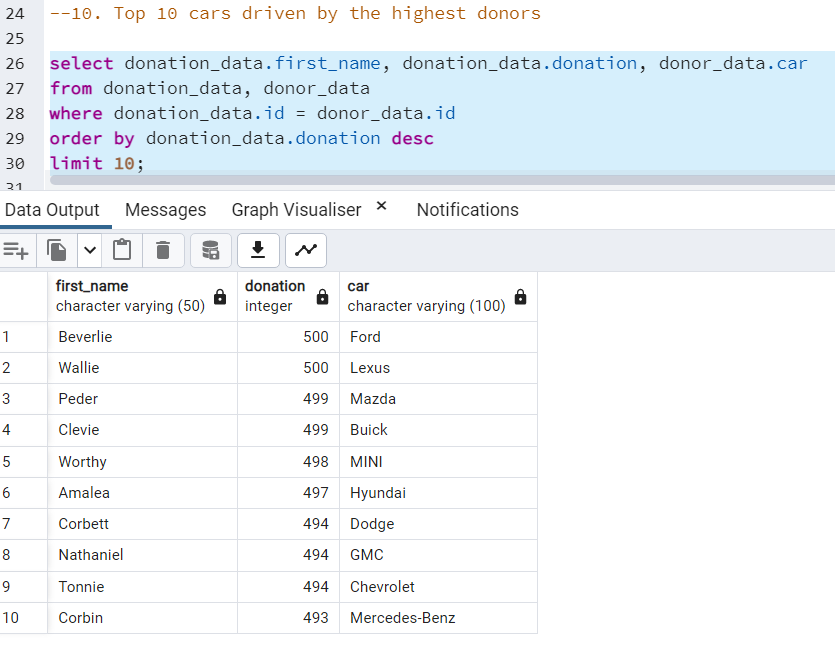 24 --10. Top 10 cars driven by the highest donors
25
26 select donation_data.first_name, donation_data.donation, donor_data.car
27 from donation_data, donor_data
28 where donation_data.id = donor_data.id
29 order by donation_data.donation desc
30 limit 10;
31
Data Output Messages Graph Visualiser × Notifications
first_name donation car
character varying (50) integer character varying (100)
1 Beverlie 500 Ford
2 Wallie 500 Lexus
3 Peder 499 Mazda
4 Clevie 499 Buick
5 Worthy 498 MINI
6 Amalea 497 Hyundai
7 Corbett 494 Dodge
8 Nathaniel 494 GMC
9 Tonnie 494 Chevrolet
10 Corbin 493 Mercedes-Benz